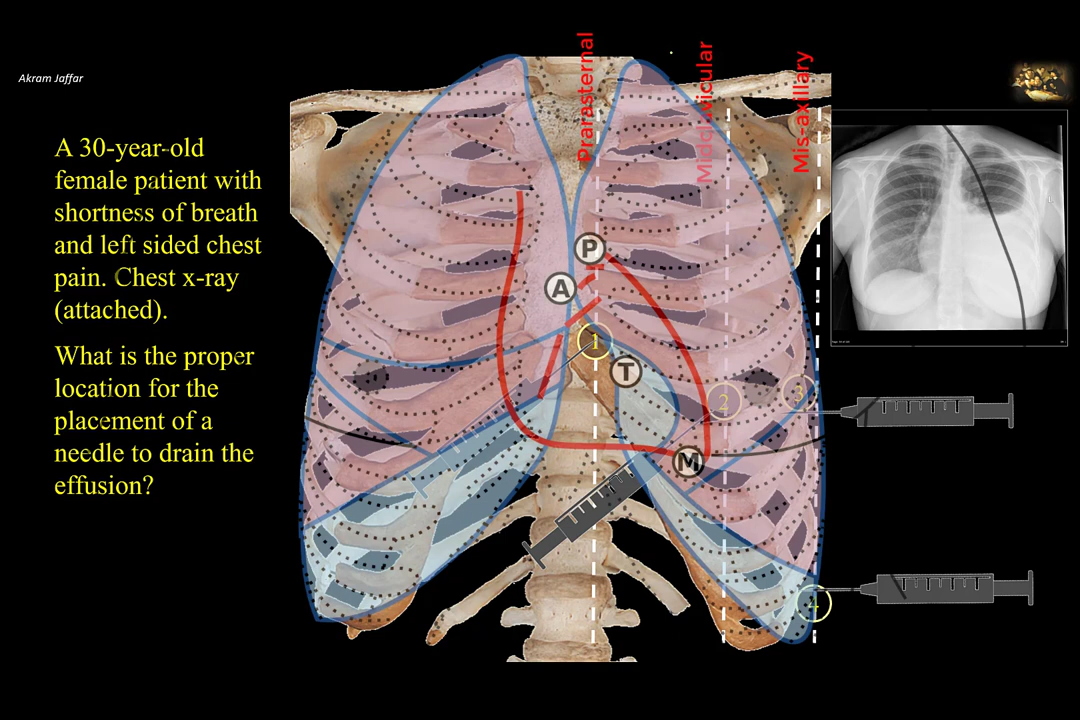 Akram Jaffar
A 30-year-old
female patient with
shortness of breath
and left sided chest
pain. Chest x-ray
(attached).
What is the proper
location for the
placement of a
needle to drain the
effusion?
Prarasternal
Midclavicular
Mis-axillary
P
A
1
T
2
3
M
4